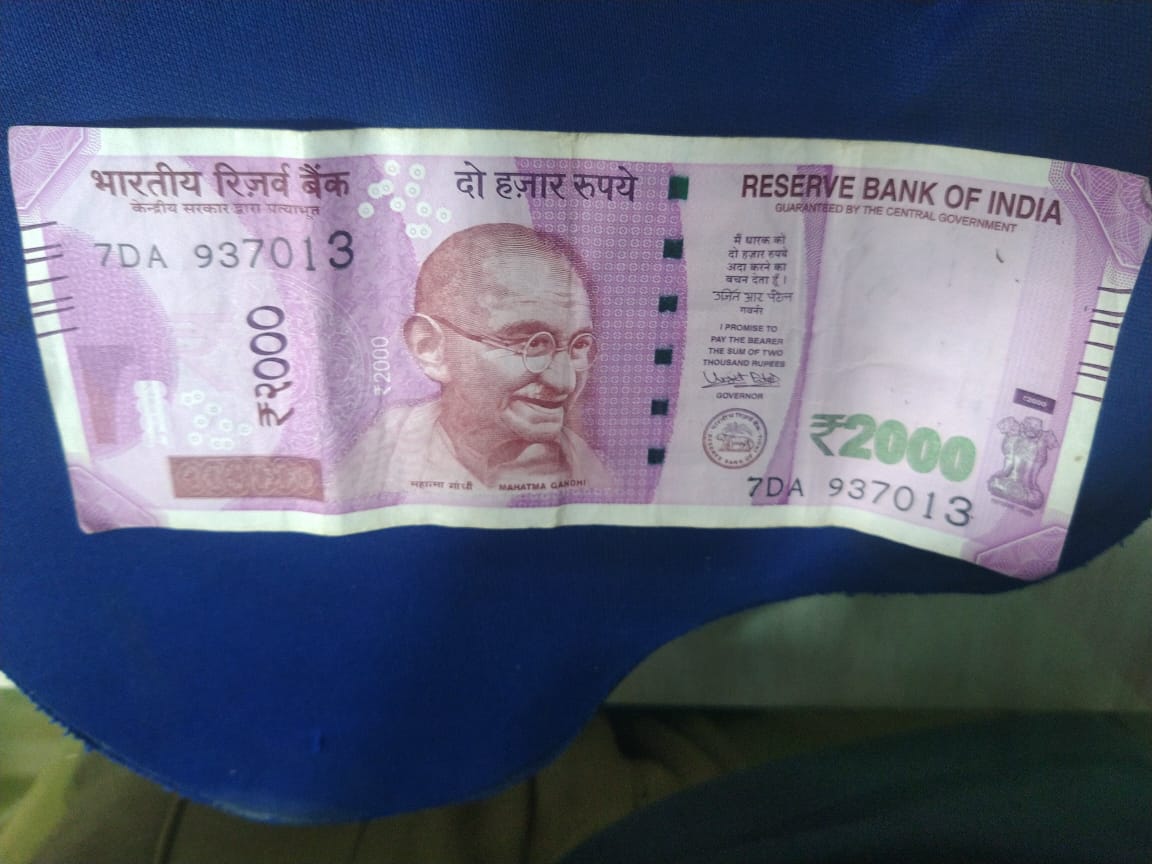 भारतीय रिज़र्व बैंक
केन्द्रीय सरकार द्वारा प्रत्याभूत
7DA 937013
₹२०००
₹2000
दो हज़ार रुपये
महात्मा गांधी MAHATMA GANDHI
RESERVE BANK OF INDIA
GUARANTEED BY THE CENTRAL GOVERNMENT
मैं धारक को
दो हज़ार रुपये
अदा करने का
वचन देता हूँ।
उर्जित आर पटेल
गवर्नर
I PROMISE TO
PAY THE BEARER
THE SUM OF TWO
THOUSAND RUPEES
GOVERNOR
₹2000
₹2000
7DA 937013